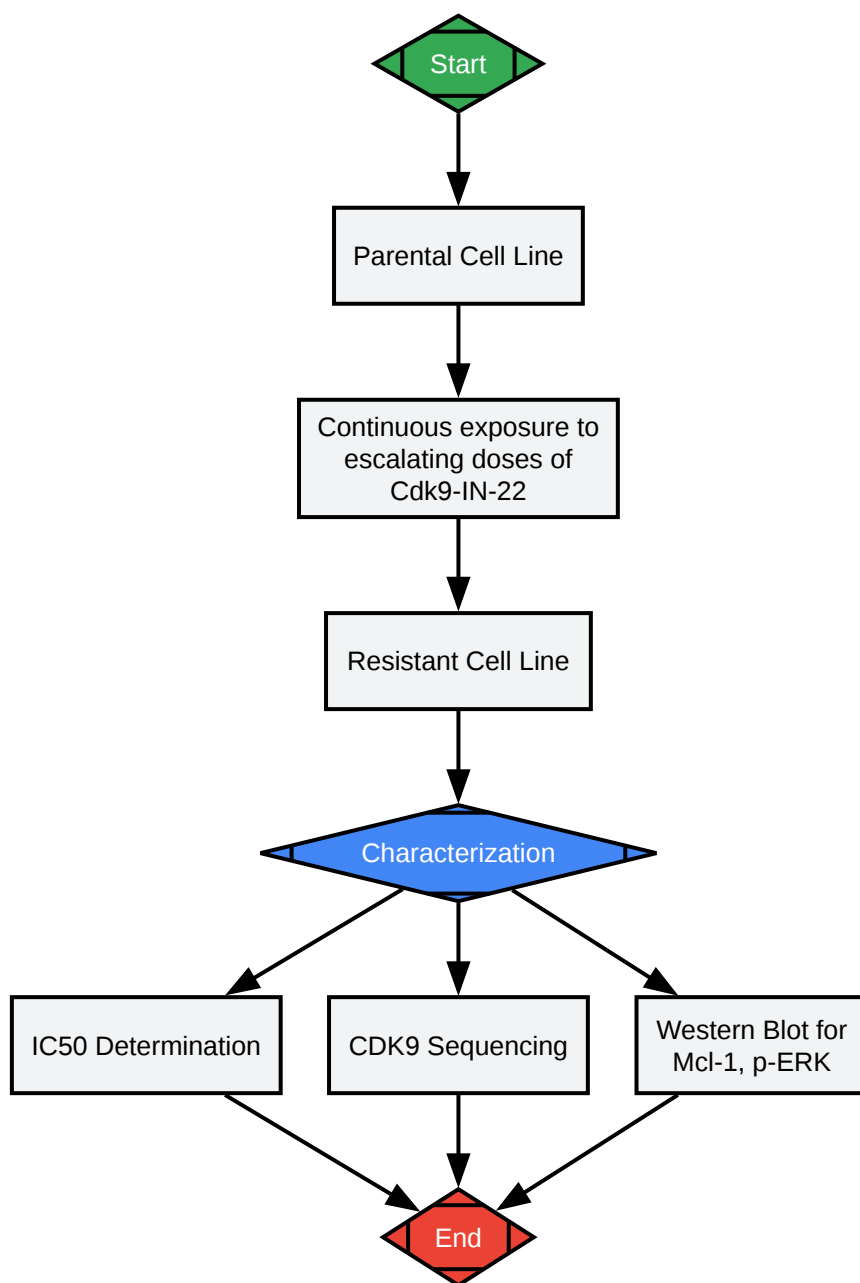 Start
Parental Cell Line
Continuous exposure to
escalating doses of
Cdk9-IN-22
Resistant Cell Line
Characterization
IC50 Determination
CDK9 Sequencing
Western Blot for
Mcl-1, p-ERK
End